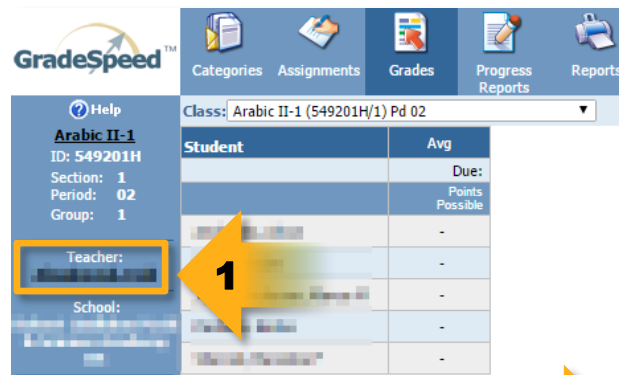 GradeSpeed™
Categories
Assignments
Grades
Progress
Reports
Reports
Help
Class: Arabic II-1 (549201H/1) Pd 02
Arabic II-1
ID: 549201H
Section: 1
Period: 02
Group: 1
Teacher:
School:
Student
Avg
Due:
Points
Possible
-
-
-
-
-
1